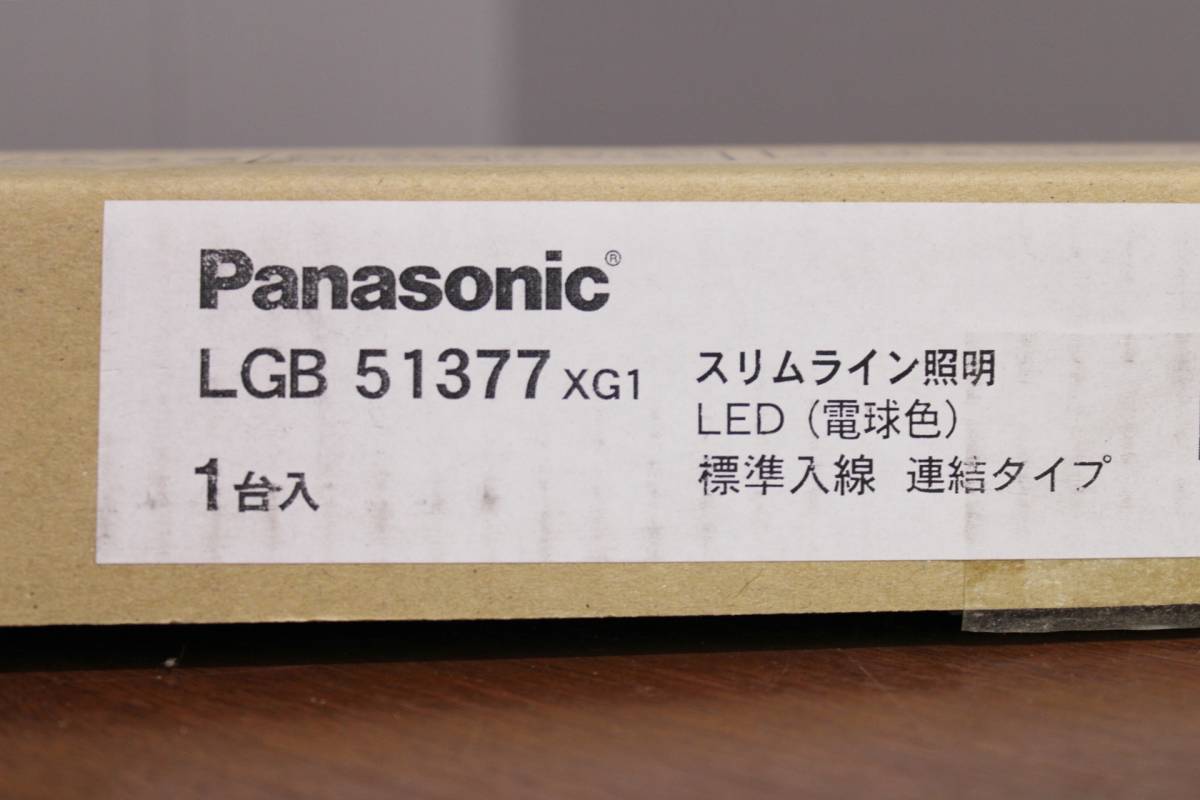 Panasonic®
LGB 51377 XG1
1台入
スリムライン照明
LED（電球色）
標準入線 連結タイプ